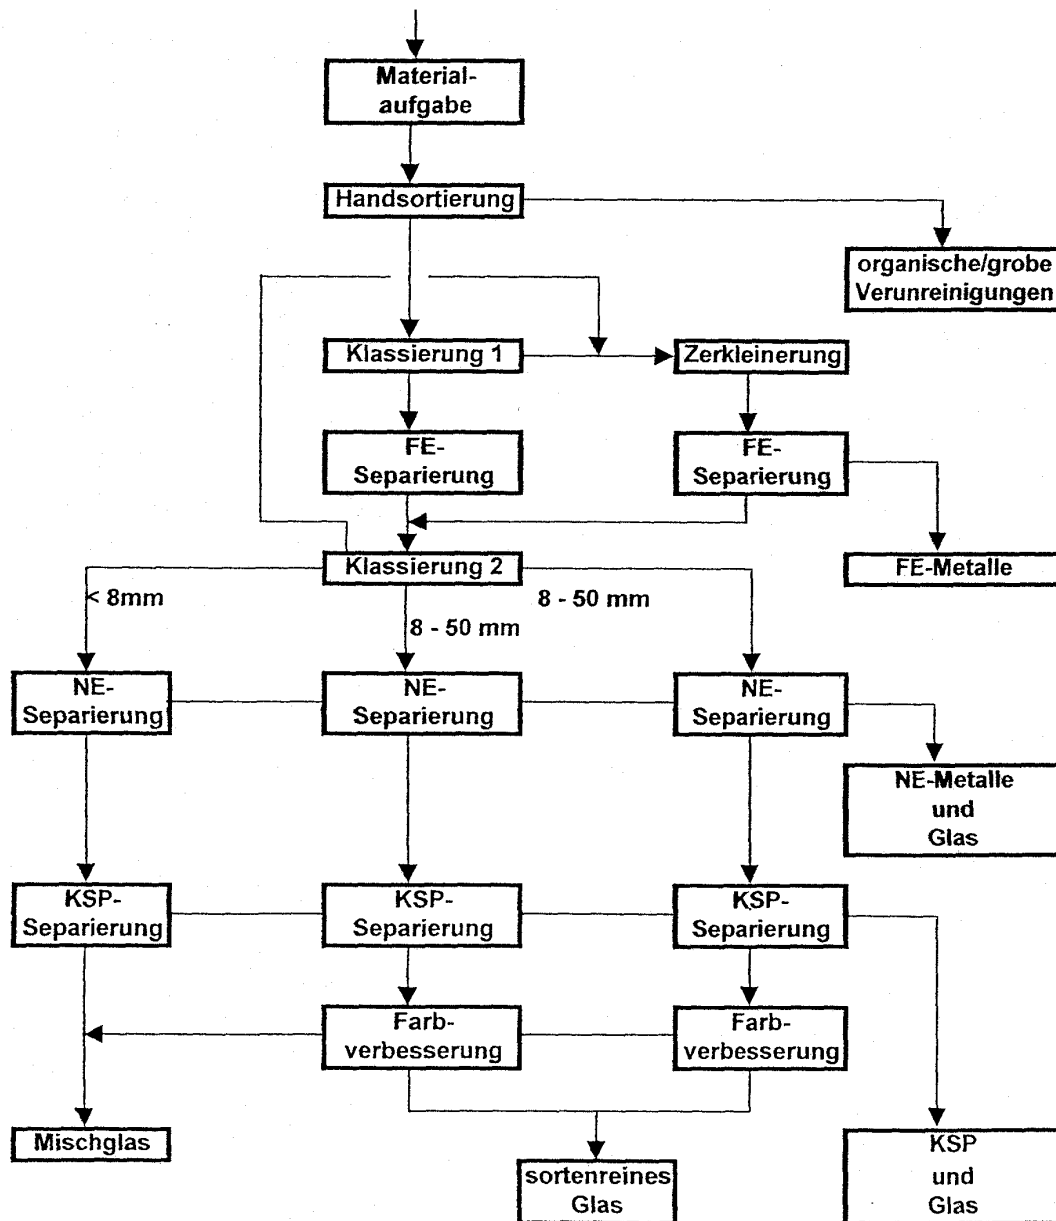 Material-
aufgabe
Handsortierung
organische/grobe
Verunreinigungen
Klassierung 1
Zerkleinerung
FE-
Separierung
FE-
Separierung
Klassierung 2
FE-Metalle
< 8mm
8 - 50 mm
8 - 50 mm
NE-
Separierung
NE-
Separierung
NE-
Separierung
NE-Metalle
und
Glas
KSP-
Separierung
KSP-
Separierung
KSP-
Separierung
Farb-
verbesserung
Farb-
verbesserung
Mischglas
sortenreines
Glas
KSP
und
Glas